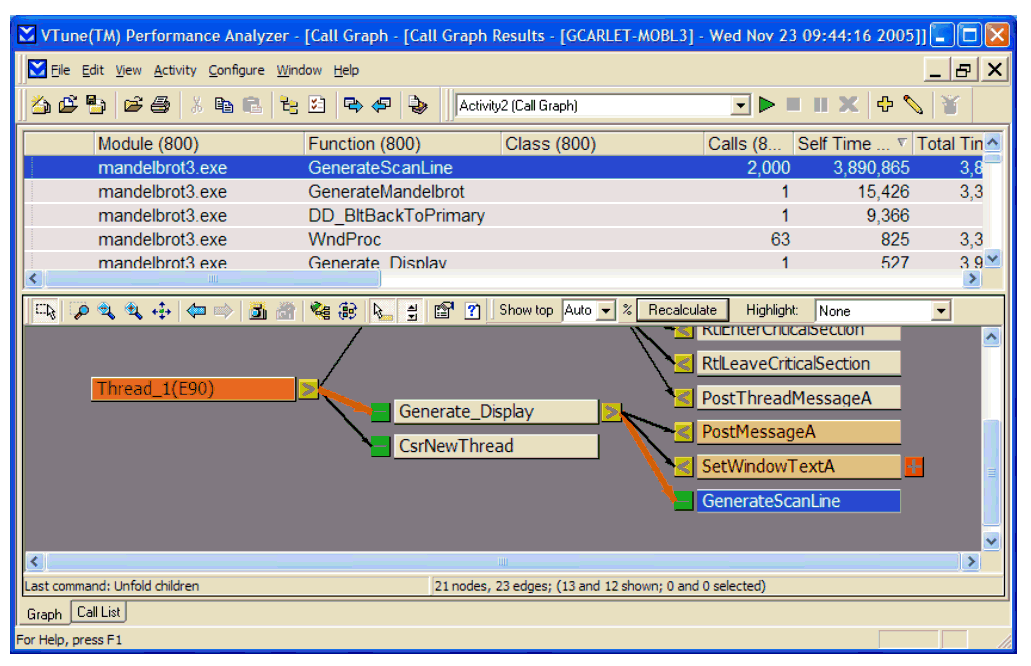 VTune(TM) Performance Analyzer - [Call Graph - [Call Graph Results - [GCARLET-MOBL3] - Wed Nov 23 09:44:16 2005]]
File Edit View Activity Configure Window Help
Activity2 (Call Graph)
Module (800) Function (800) Class (800) Calls (8... Self Time ... Total Tin
mandelbrot3.exe GenerateScanLine 2,000 3,890,865 3,8
mandelbrot3.exe GenerateMandelbrot 1 15,426 3,3
mandelbrot3.exe DD_BltBackToPrimary 1 9,366
mandelbrot3.exe WndProc 63 825 3,3
mandelbrot3.exe Generate_Display 1 527 3,9
Show top Auto % Recalculate Highlight: None
RtlEnterCriticalSection
RtlLeaveCriticalSection
Thread_1(E90)
PostThreadMessageA
Generate_Display
PostMessageA
CsrNewThread
SetWindowTextA
GenerateScanLine
Last command: Unfold children 21 nodes, 23 edges; (13 and 12 shown; 0 and 0 selected)
Graph Call List
For Help, press F1